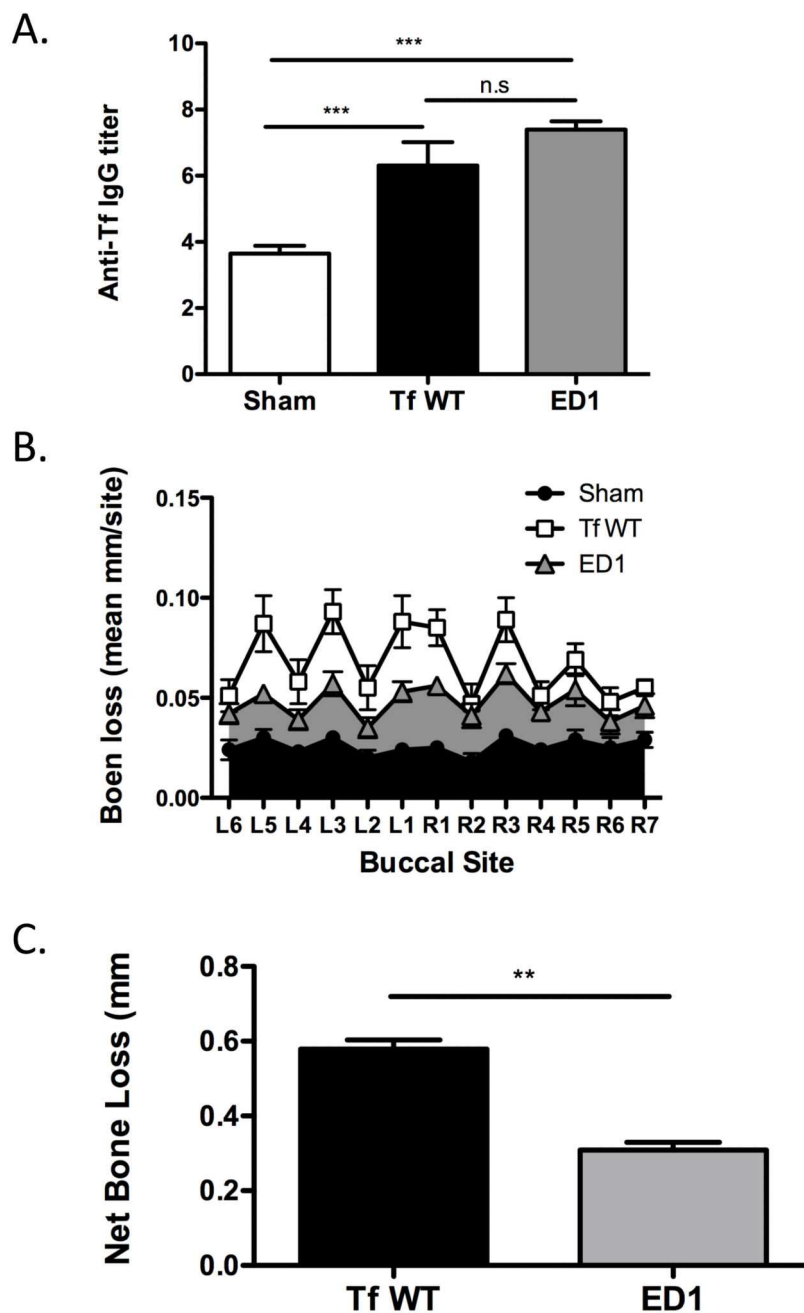 A.
Anti-Tf IgG titer
10
8
6
4
2
0
***
***
n.s
Sham Tf WT ED1
B.
Boen loss (mean mm/site)
0.15
0.10
0.05
0.00
Sham
Tf WT
ED1
L6 L5 L4 L3 L2 L1 R1 R2 R3 R4 R5 R6 R7
Buccal Site
C.
Net Bone Loss (mm
0.8
0.6
0.4
0.2
0.0
**
Tf WT ED1